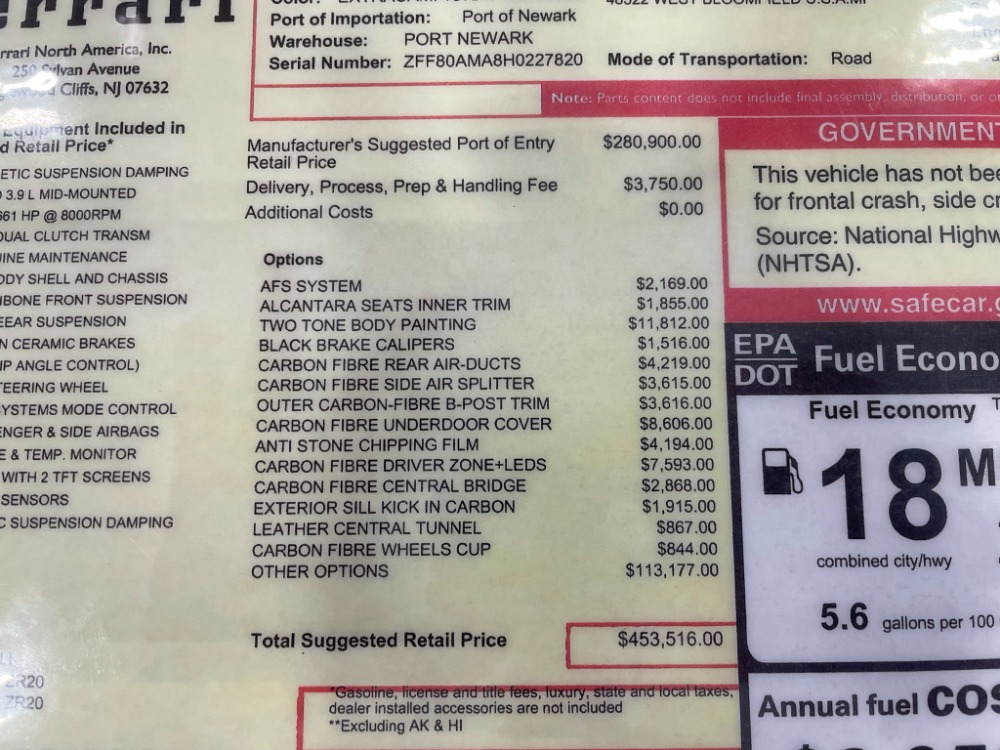 rrari North America, Inc.
250 Sylvan Avenue
Cliffs, NJ 07632
Equipment Included in
d Retail Price*
ETIC SUSPENSION DAMPING
3.9 L MID-MOUNTED
661 HP @ 8000RPM
DUAL CLUTCH TRANSM
INE MAINTENANCE
ODY SHELL AND CHASSIS
HBONE FRONT SUSPENSION
EEAR SUSPENSION
N CERAMIC BRAKES
IP ANGLE CONTROL)
TEERING WHEEL
YSTEMS MODE CONTROL
ENGER & SIDE AIRBAGS
E & TEMP. MONITOR
WITH 2 TFT SCREENS
SENSORS
C SUSPENSION DAMPING
ZR20
ZR20
Port of Importation: Port of Newark
Warehouse: PORT NEWARK
Serial Number: ZFF80AMA8H0227820 Mode of Transportation: Road
Note: Parts content does not include final assembly, distribution, or
Manufacturer's Suggested Port of Entry $280,900.00
Retail Price
Delivery, Process, Prep & Handling Fee $3,750.00
Additional Costs $0.00
Options
AFS SYSTEM $2,169.00
ALCANTARA SEATS INNER TRIM $1,855.00
TWO TONE BODY PAINTING $11,812.00
BLACK BRAKE CALIPERS $1,516.00
CARBON FIBRE REAR AIR-DUCTS $4,219.00
CARBON FIBRE SIDE AIR SPLITTER $3,615.00
OUTER CARBON-FIBRE B-POST TRIM $3,616.00
CARBON FIBRE UNDERDOOR COVER $8,606.00
ANTI STONE CHIPPING FILM $4,194.00
CARBON FIBRE DRIVER ZONE+LEDS $7,593.00
CARBON FIBRE CENTRAL BRIDGE $2,868.00
EXTERIOR SILL KICK IN CARBON $1,915.00
LEATHER CENTRAL TUNNEL $867.00
CARBON FIBRE WHEELS CUP $844.00
OTHER OPTIONS $113,177.00
Total Suggested Retail Price $453,516.00
*Gasoline, license and title fees, luxury, state and local taxes,
dealer installed accessories are not included
**Excluding AK & HI
GOVERNMENT
This vehicle has not bee
for frontal crash, side cr
Source: National Highw
(NHTSA).
www.safecar.g
EPA
DOT Fuel Econo
Fuel Economy
18 M
combined city/hwy
5.6 gallons per 100
Annual fuel COS